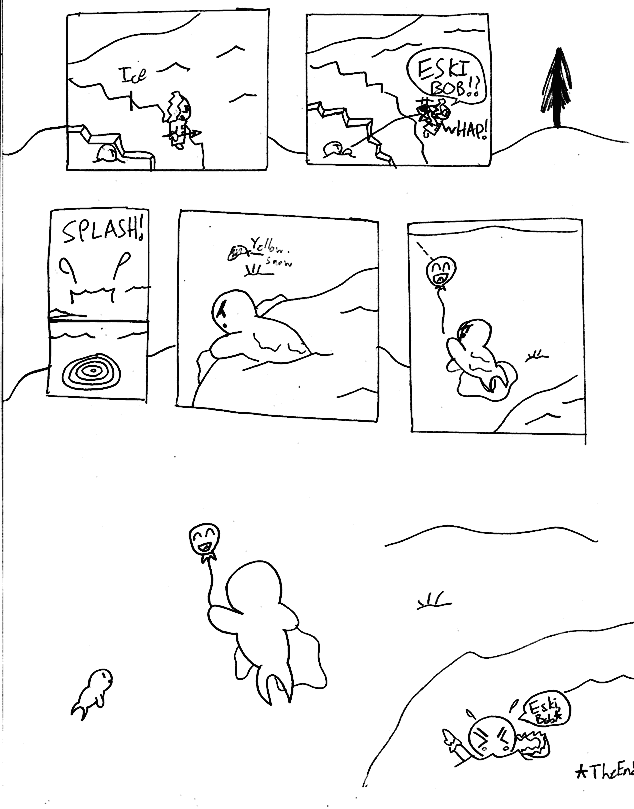 Ice
ESKI
BOB!!?
WHAP!
SPLASH!
Yellow.
snow
Eski
Bob*
*The End